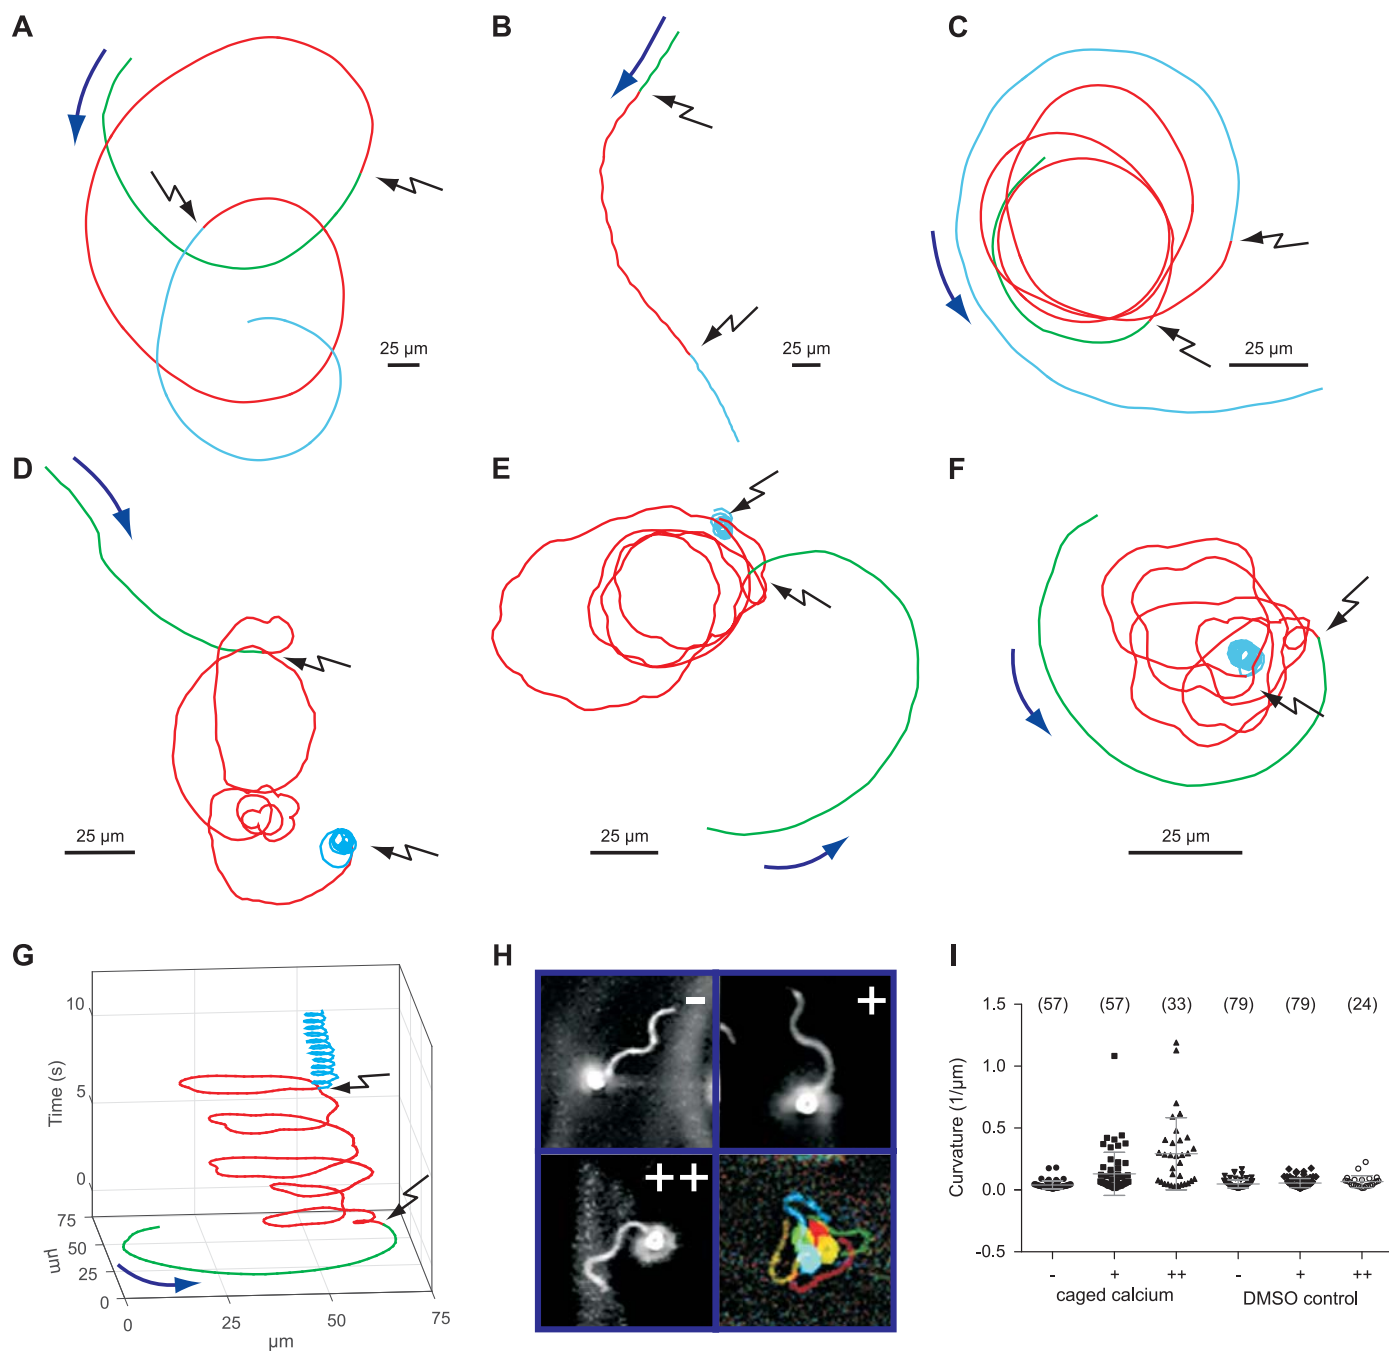 A
B
C
25 µm
25 µm
25 µm
D
E
F
25 µm
25 µm
25 µm
G
H
I
Time (s)
10
5
0
75
50
25
0
µm
0
25
50
75
µm
-
+
++
(57)
(57)
(33)
(79)
(79)
(24)
Curvature (1/µm)
1.5
1.0
0.5
0.0
-0.5
- + ++ - + ++
caged calcium
DMSO control